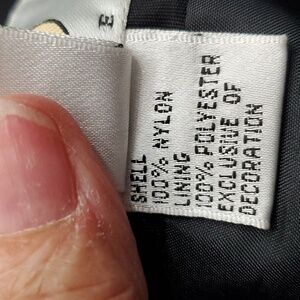 SHELL
100% NYLON
LINING
100% POLYESTER
EXCLUSIVE OF
DECORATION